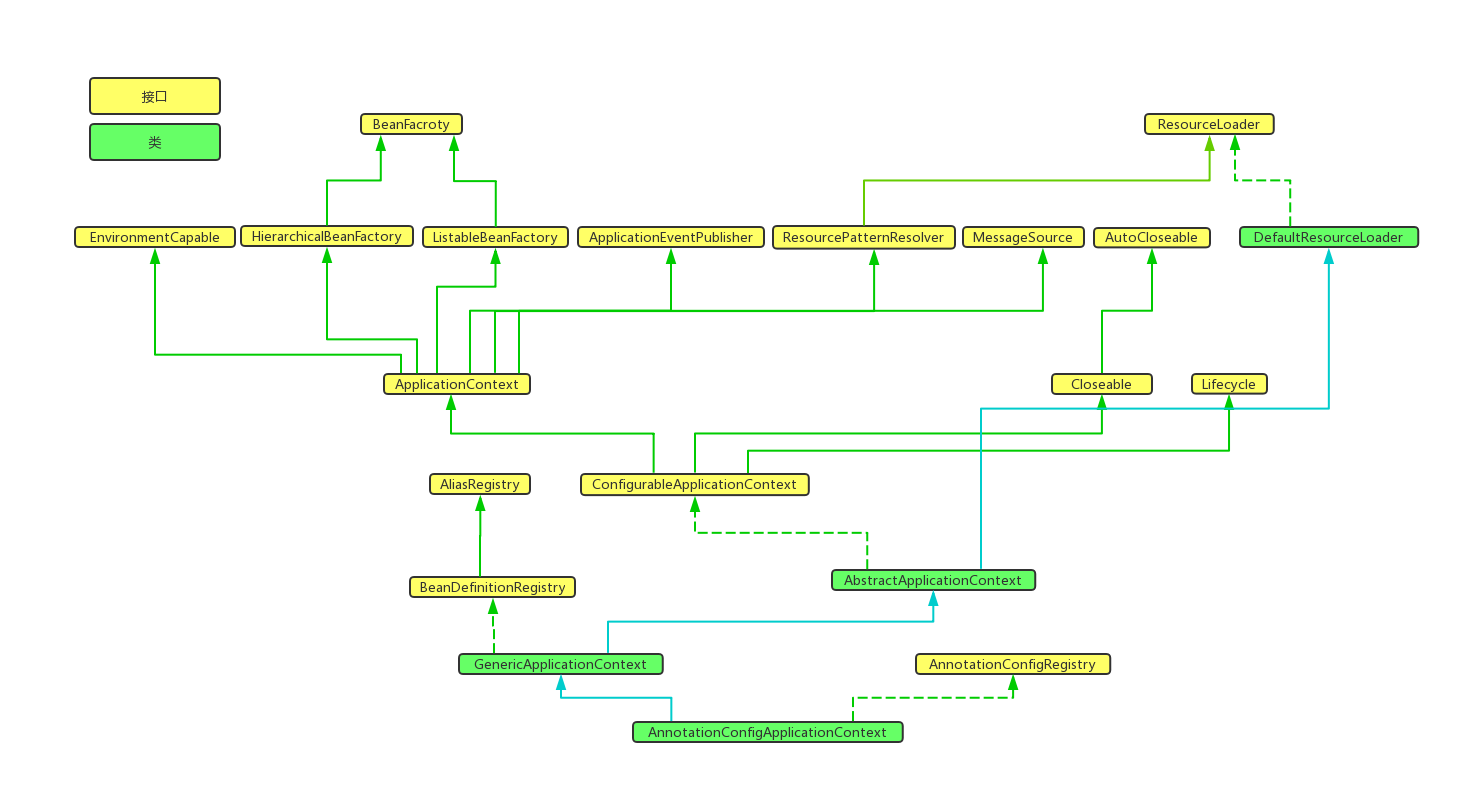 接口
类
BeanFacroty
ResourceLoader
EnvironmentCapable
HierarchicalBeanFactory
ListableBeanFactory
ApplicationEventPublisher
ResourcePatternResolver
MessageSource
AutoCloseable
DefaultResourceLoader
ApplicationContext
Closeable
Lifecycle
AliasRegistry
ConfigurableApplicationContext
BeanDefinitionRegistry
AbstractApplicationContext
GenericApplicationContext
AnnotationConfigRegistry
AnnotationConfigApplicationContext